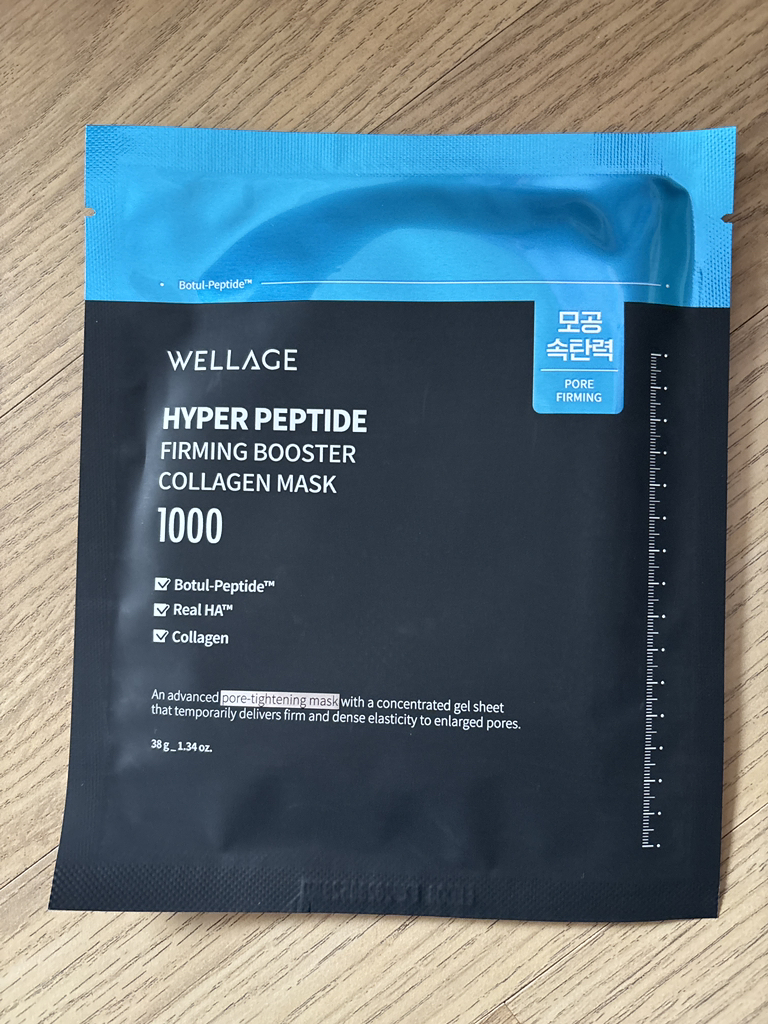 Botul-Peptide™
모공
속탄력
PORE
FIRMING
WELLAGE
HYPER PEPTIDE
FIRMING BOOSTER
COLLAGEN MASK
1000
Botul-Peptide™
Real HA™
Collagen
An advanced pore-tightening mask with a concentrated gel sheet
that temporarily delivers firm and dense elasticity to enlarged pores.
38 g _ 1.34 oz.